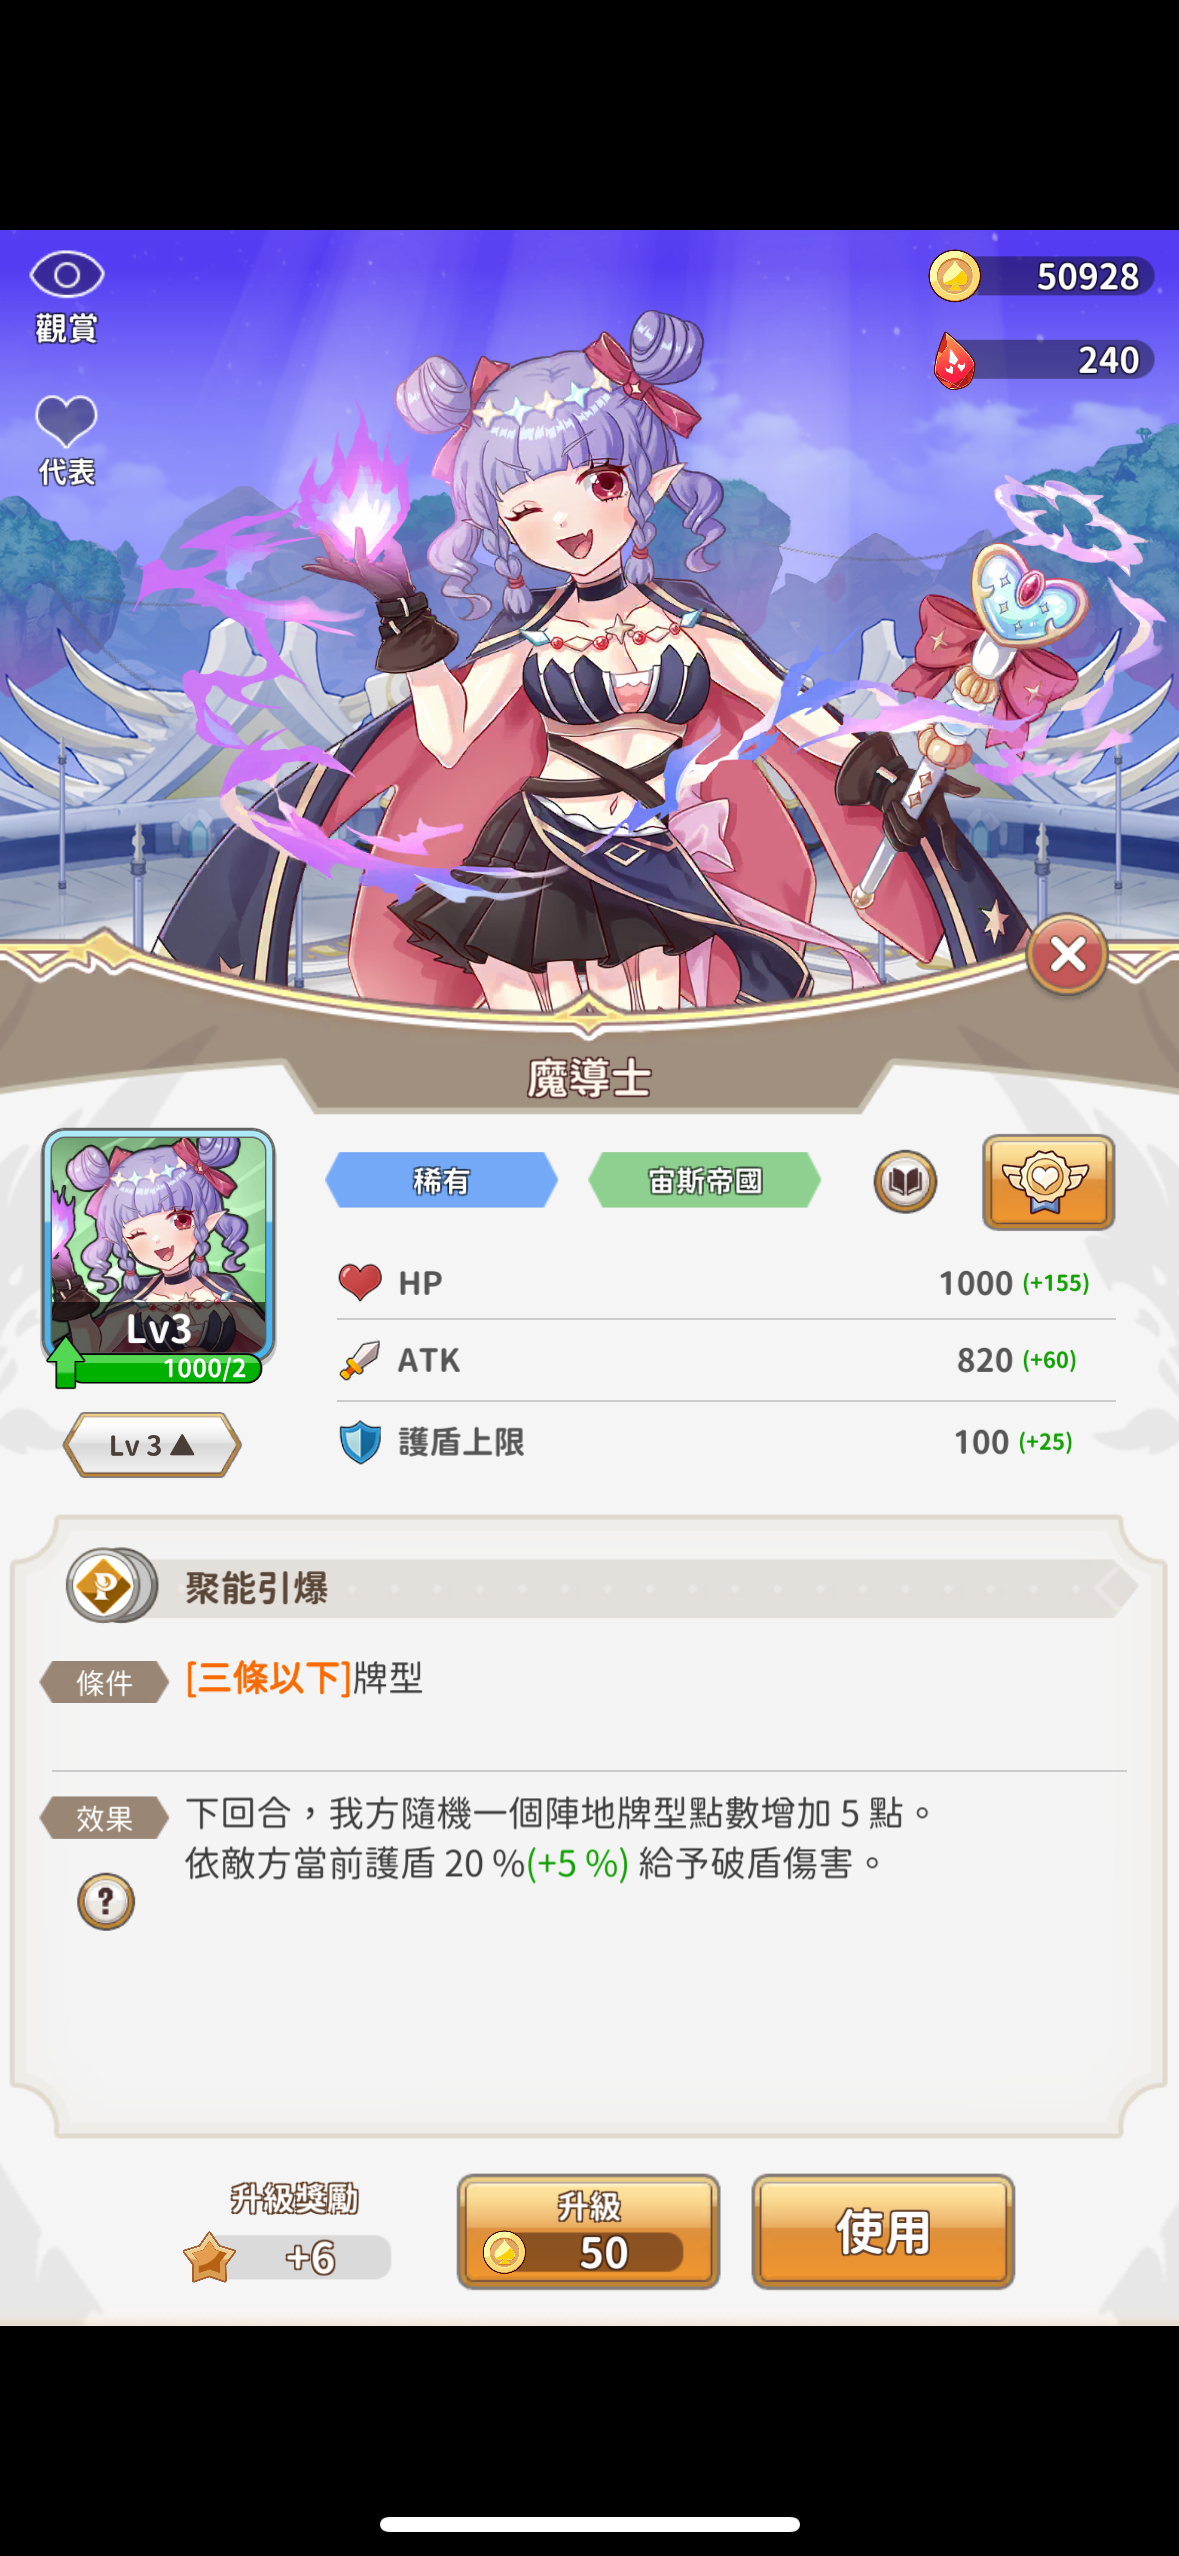 觀賞
50928
240
代表
魔導士
稀有
宙斯帝國
Lv3
1000/2
Lv 3 ▲
HP
1000 (+155)
ATK
820 (+60)
護盾上限
100 (+25)
聚能引爆
條件
[三條以下]牌型
效果
下回合，我方隨機一個陣地牌型點數增加 5 點。
依敵方當前護盾 20 %(+5 %) 給予破盾傷害。
?
升級獎勵
+6
升級
50
使用